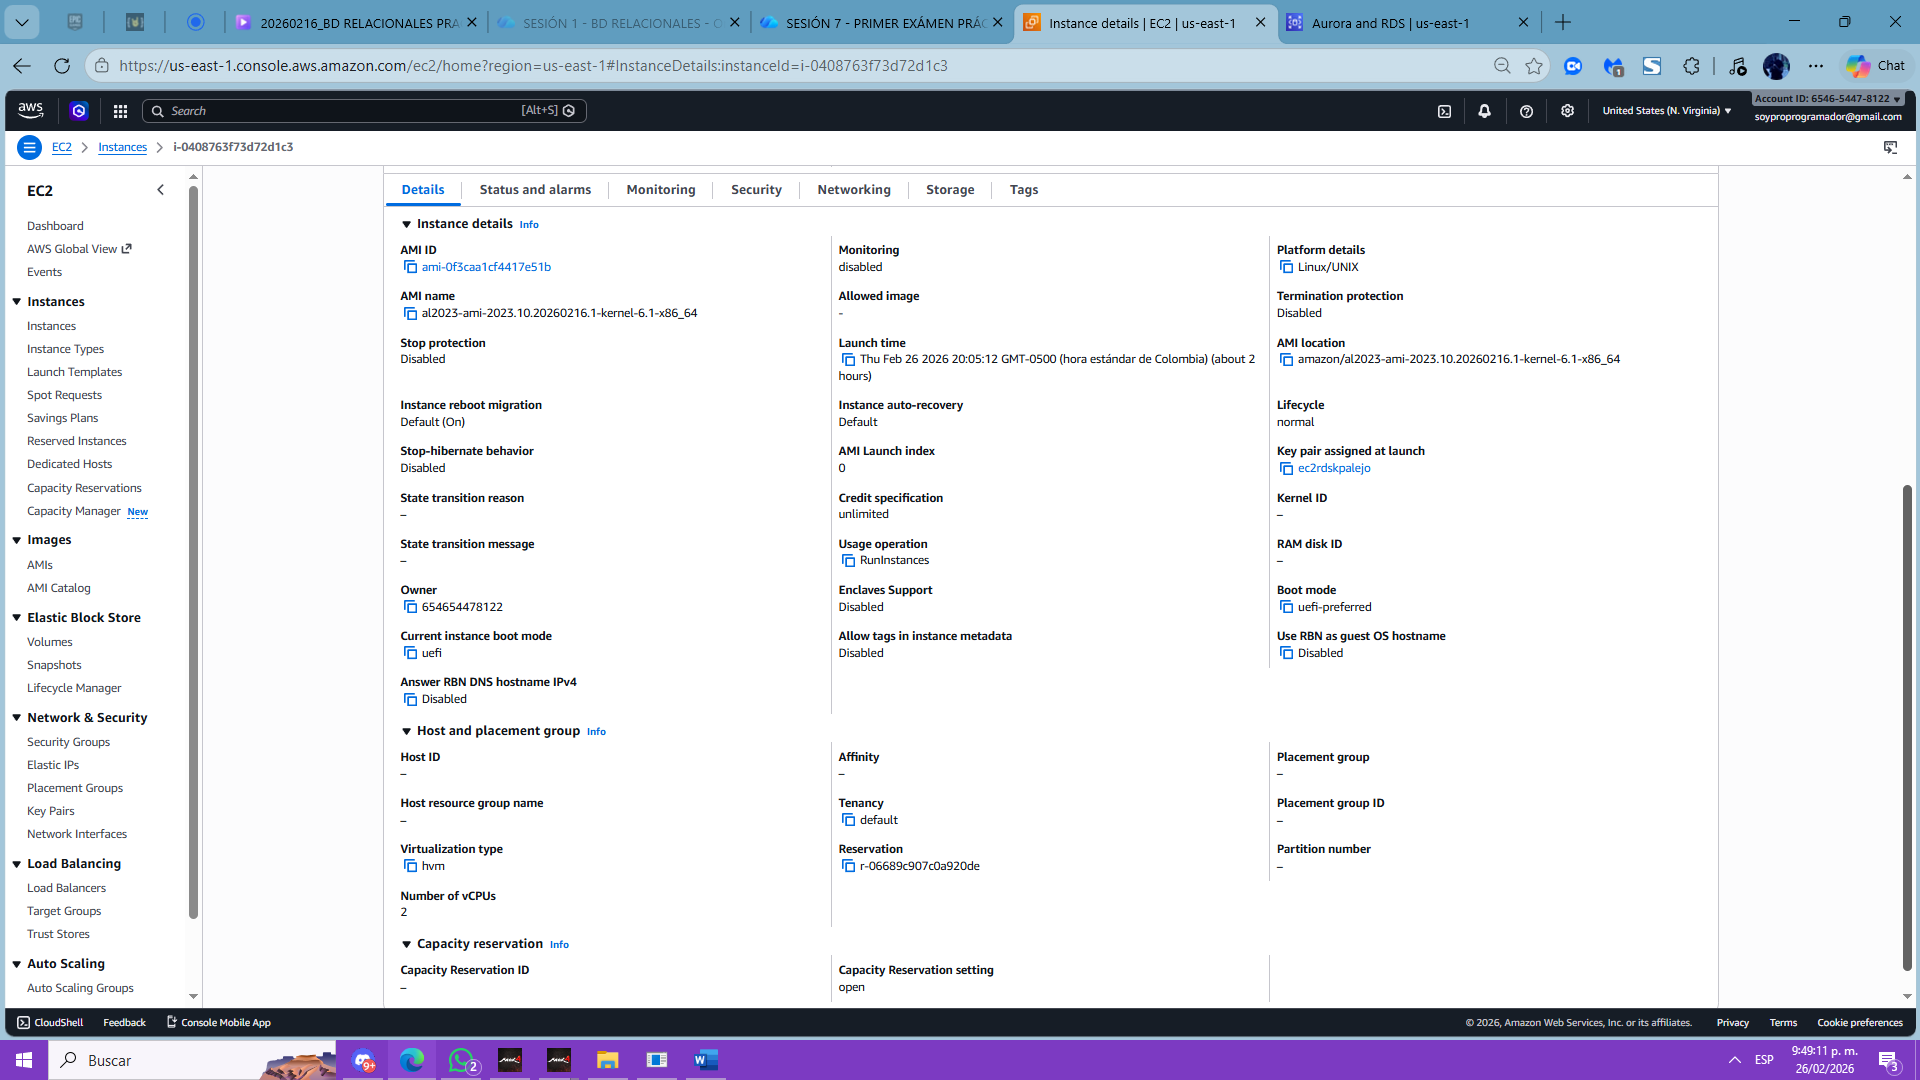 20260216_BD RELACIONALES PRA
SESIÓN 1 - BD RELACIONALES - C
SESIÓN 7 - PRIMER EXÁMEN PRÁC
Instance details | EC2 | us-east-1
Aurora and RDS | us-east-1
https://us-east-1.console.aws.amazon.com/ec2/home?region=us-east-1#InstanceDetails:instanceId=i-0408763f73d72d1c3
1
Chat
aws
Search
[Alt+S]
United States (N. Virginia)
Account ID: 6546-5447-8122
soyproprogramador@gmail.com
EC2
Instances
i-0408763f73d72d1c3
EC2
Dashboard
AWS Global View
Events
Instances
Instances
Instance Types
Launch Templates
Spot Requests
Savings Plans
Reserved Instances
Dedicated Hosts
Capacity Reservations
Capacity Manager New
Images
AMIs
AMI Catalog
Elastic Block Store
Volumes
Snapshots
Lifecycle Manager
Network & Security
Security Groups
Elastic IPs
Placement Groups
Key Pairs
Network Interfaces
Load Balancing
Load Balancers
Target Groups
Trust Stores
Auto Scaling
Auto Scaling Groups
Details
Status and alarms
Monitoring
Security
Networking
Storage
Tags
Instance details Info
AMI ID
ami-0f3caa1cf4417e51b
Monitoring
disabled
Platform details
Linux/UNIX
AMI name
al2023-ami-2023.10.20260216.1-kernel-6.1-x86_64
Allowed image
-
Termination protection
Disabled
Stop protection
Disabled
Launch time
Thu Feb 26 2026 20:05:12 GMT-0500 (hora estándar de Colombia) (about 2
hours)
AMI location
amazon/al2023-ami-2023.10.20260216.1-kernel-6.1-x86_64
Instance reboot migration
Default (On)
Instance auto-recovery
Default
Lifecycle
normal
Stop-hibernate behavior
Disabled
AMI Launch index
0
Key pair assigned at launch
ec2rdskpalejo
State transition reason
–
Credit specification
unlimited
Kernel ID
–
State transition message
–
Usage operation
RunInstances
RAM disk ID
–
Owner
654654478122
Enclaves Support
Disabled
Boot mode
uefi-preferred
Current instance boot mode
uefi
Allow tags in instance metadata
Disabled
Use RBN as guest OS hostname
Disabled
Answer RBN DNS hostname IPv4
Disabled
Host and placement group Info
Host ID
–
Affinity
–
Placement group
–
Host resource group name
–
Tenancy
default
Placement group ID
–
Virtualization type
hvm
Reservation
r-06689c907c0a920de
Partition number
–
Number of vCPUs
2
Capacity reservation Info
Capacity Reservation ID
–
Capacity Reservation setting
open
CloudShell
Feedback
Console Mobile App
© 2026, Amazon Web Services, Inc. or its affiliates.
Privacy
Terms
Cookie preferences
Buscar
9+
2
ESP
9:49:11 p. m.
26/02/2026
3